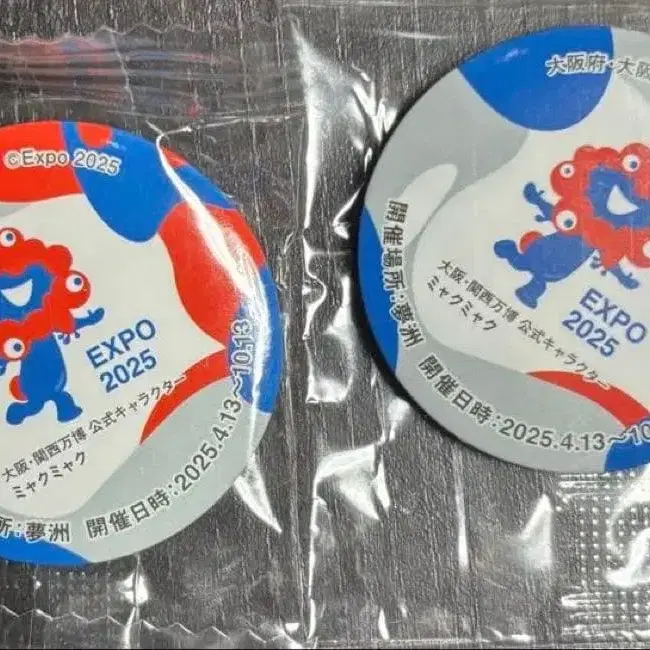 ©Expo 2025
EXPO
2025
大阪・関西万博 公式キャラクター
ミャクミャク
所:夢洲 開催日時:2025.4.13~10.13
大阪府・大阪
EXPO
2025
大阪・関西万博 公式キャラクター
ミャクミャク
開催場所:夢洲 開催日時:2025.4.13~10